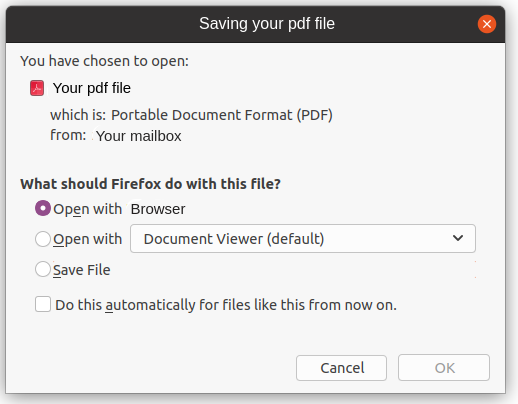 Saving your pdf file
You have chosen to open:
Your pdf file
which is: Portable Document Format (PDF)
from: Your mailbox
What should Firefox do with this file?
Open with Browser
Open with Document Viewer (default)
Save File
Do this automatically for files like this from now on.
Cancel OK